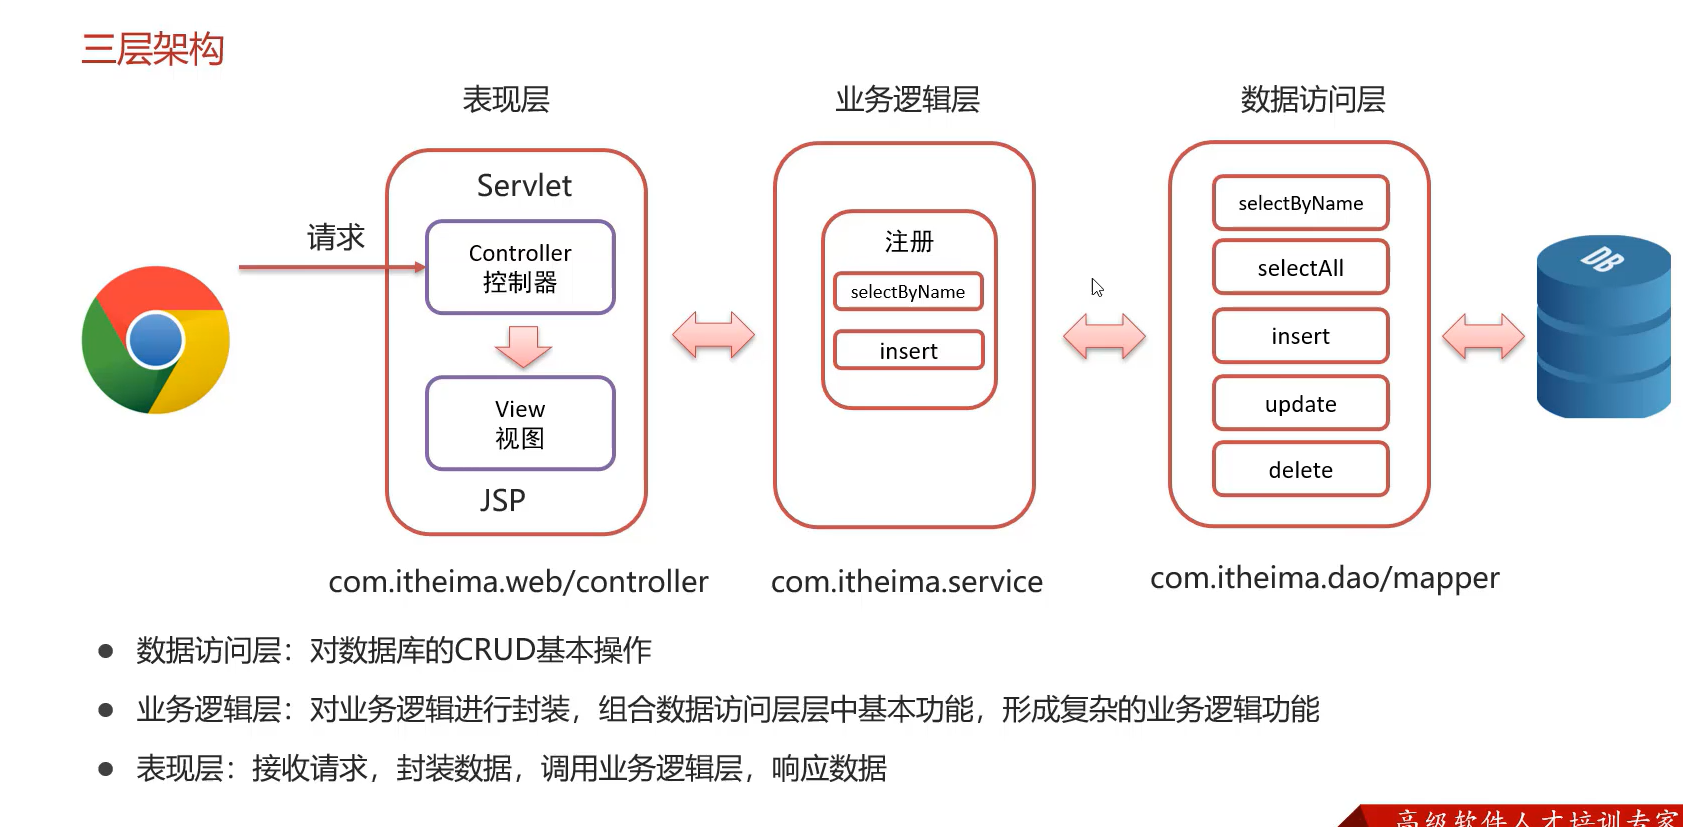 三层架构
表现层
业务逻辑层
数据访问层
请求
Servlet
Controller
控制器
View
视图
JSP
注册
selectByName
insert
selectByName
selectAll
insert
update
delete
DB
com.itheima.web/controller
com.itheima.service
com.itheima.dao/mapper
● 数据访问层：对数据库的CRUD基本操作
● 业务逻辑层：对业务逻辑进行封装，组合数据访问层层中基本功能，形成复杂的业务逻辑功能
● 表现层：接收请求，封装数据，调用业务逻辑层，响应数据
高级软件人才培训专家